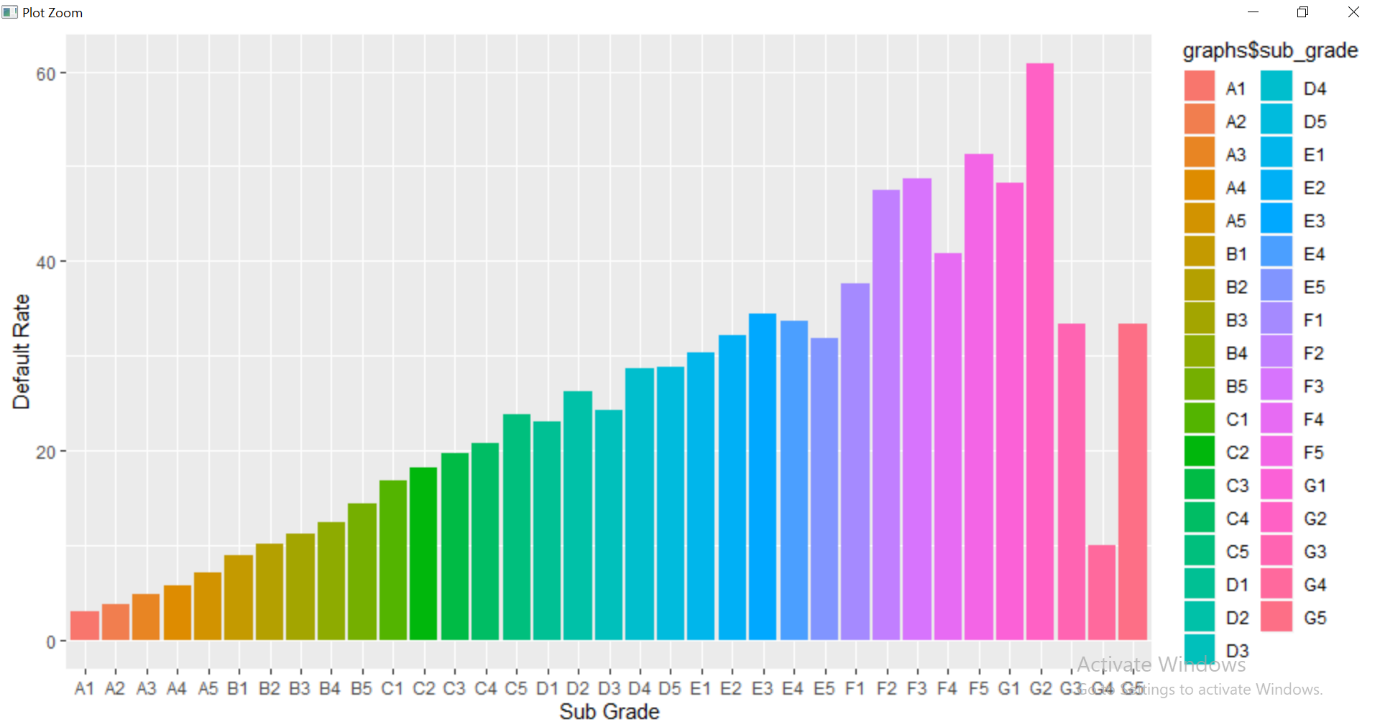 Plot Zoom
graphs$sub_grade
A1 D4
A2 D5
A3 E1
A4 E2
A5 E3
B1 E4
B2 E5
B3 F1
B4 F2
B5 F3
C1 F4
C2 F5
C3 G1
C4 G2
C5 G3
D1 G4
D2 G5
D3
60
40
20
0
Default Rate
A1 A2 A3 A4 A5 B1 B2 B3 B4 B5 C1 C2 C3 C4 C5 D1 D2 D3 D4 D5 E1 E2 E3 E4 E5 F1 F2 F3 F4 F5 G1 G2 G3 G4 G5
Sub Grade
Activate Windows
Go to Settings to activate Windows.